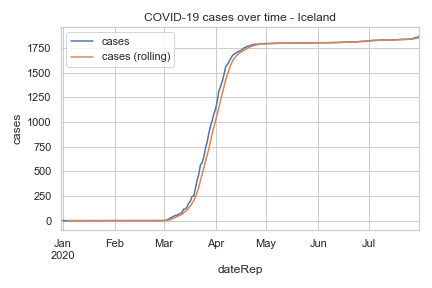 COVID-19 cases over time - Iceland
cases
cases (rolling)
1750
1500
1250
1000
750
500
250
0
cases
Jan Feb Mar Apr May Jun Jul
2020
dateRep